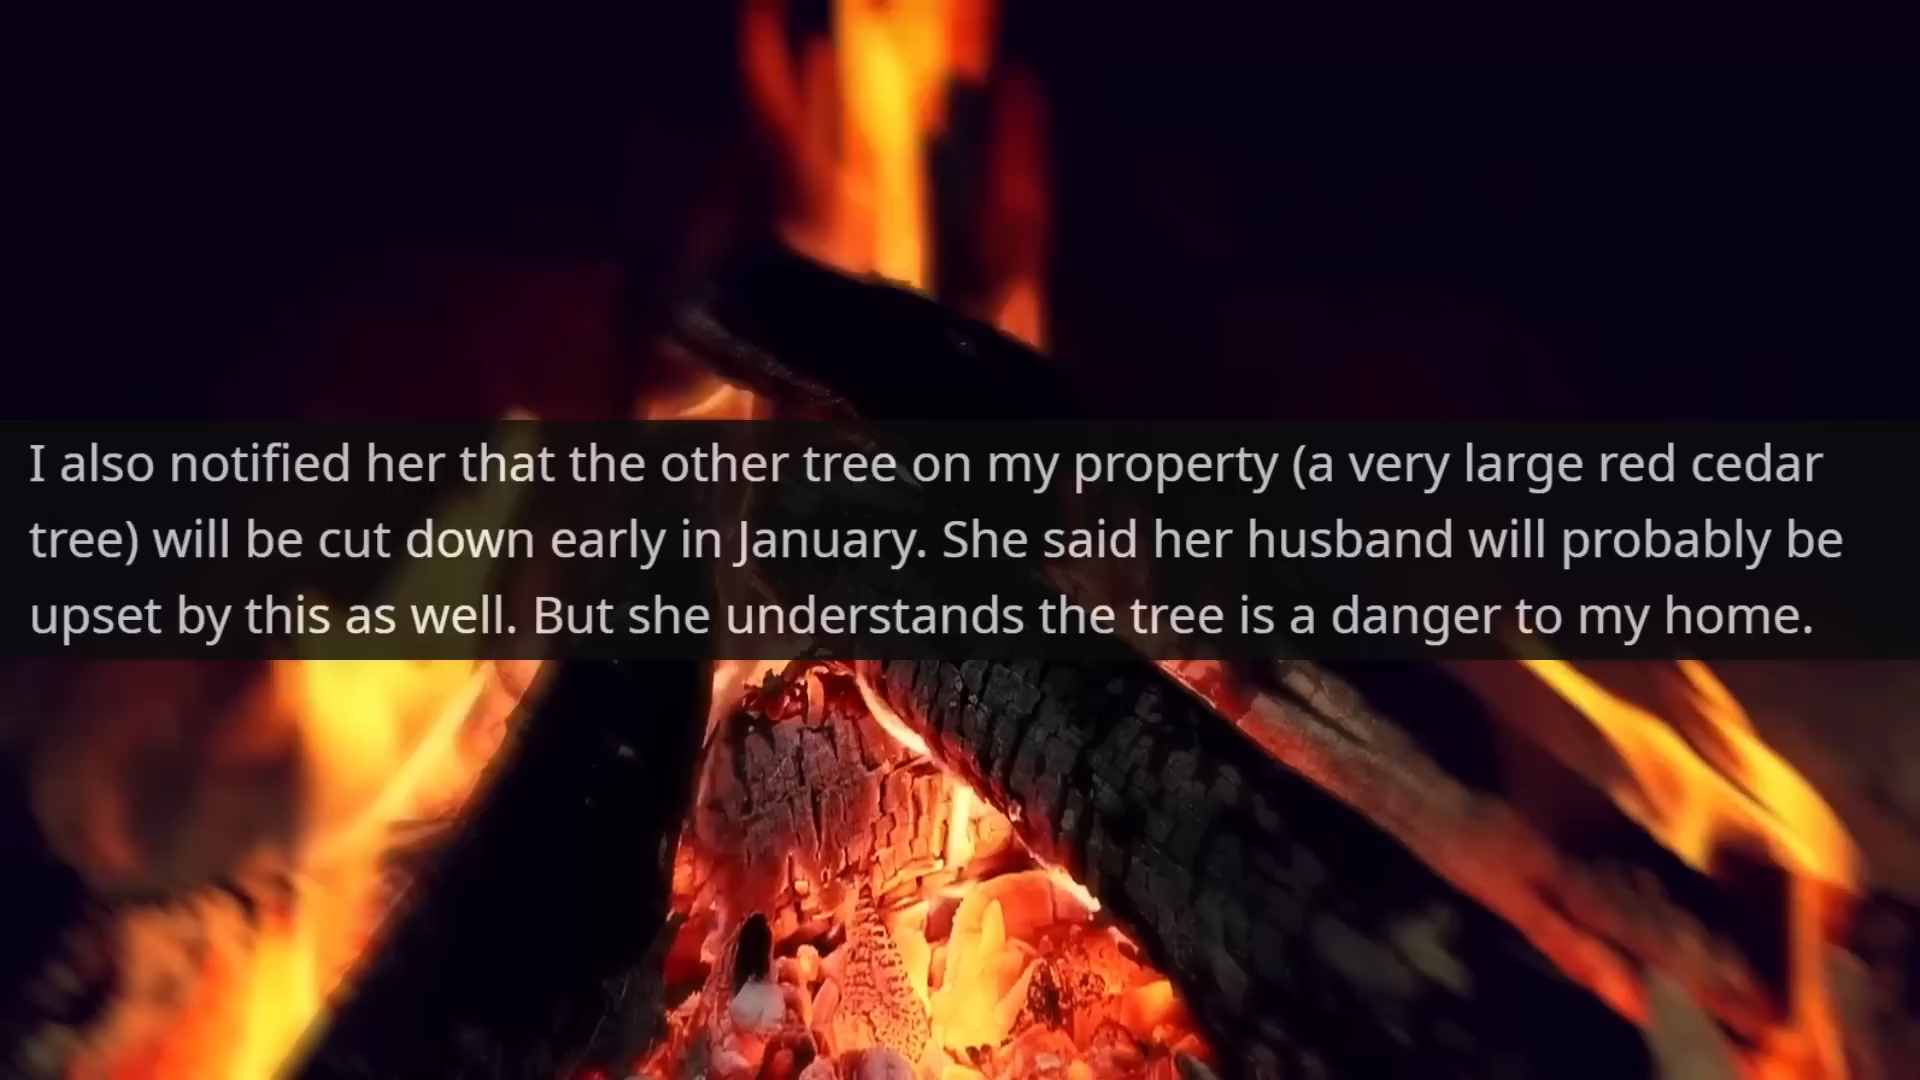 I also notified her that the other tree on my property (a very large red cedar
tree) will be cut down early in January. She said her husband will probably be
upset by this as well. But she understands the tree is a danger to my home.